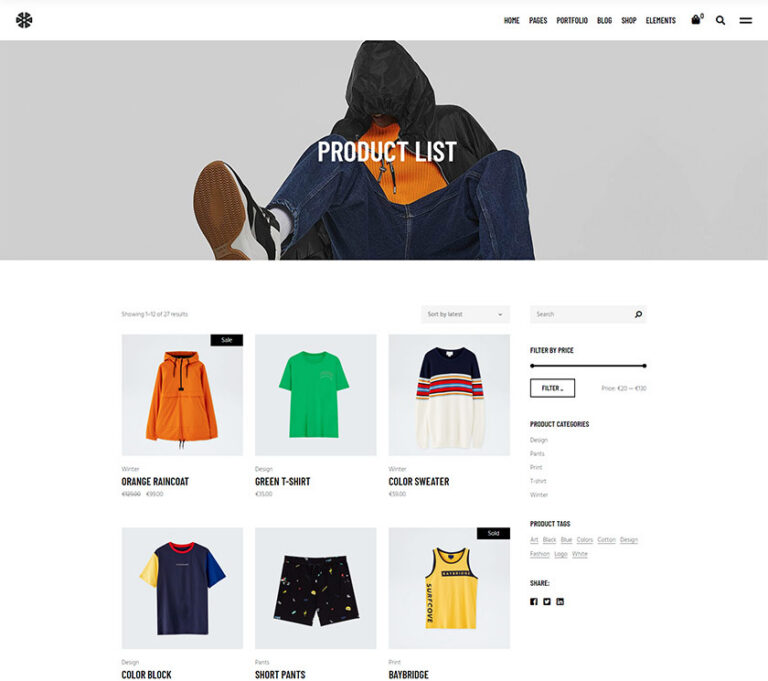 HOME PAGES PORTFOLIO BLOG SHOP ELEMENTS 0
PRODUCT LIST
Showing 1–12 of 27 results
Sort by latest
Search
Sale
Winter
ORANGE RAINCOAT
€129.00 €99.00
Design
GREEN T-SHIRT
€35.00
Winter
COLOR SWEATER
€59.00
FILTER BY PRICE
FILTER
Price: €20 — €130
PRODUCT CATEGORIES
Design
Pants
Print
T-shirt
Winter
PRODUCT TAGS
Art Black Blue Colors Cotton Design
Fashion Logo White
SHARE:
Sold
BAYBRIDGE
SURFCOVE
Design
COLOR BLOCK
Pants
SHORT PANTS
Print
BAYBRIDGE